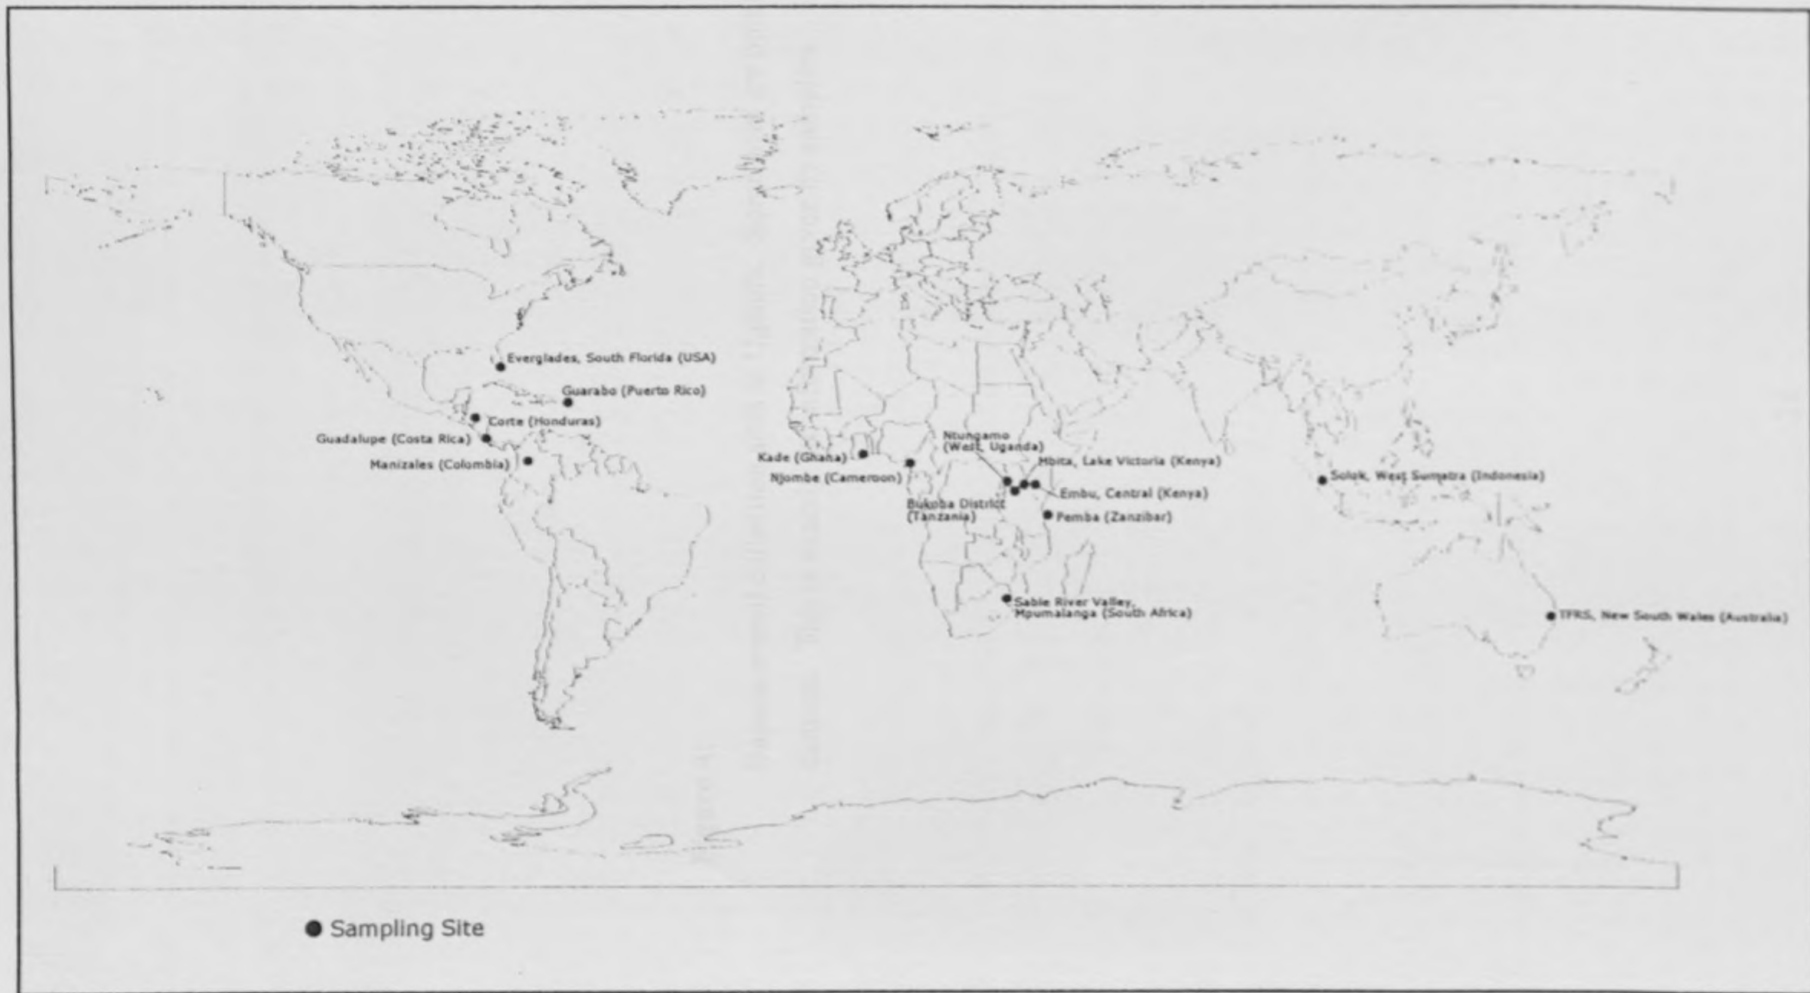 Everglades, South Florida (USA)
Guarabo (Puerto Rico)
Corte (Honduras)
Guadalupe (Costa Rica)
Manizales (Colombia)
Kade (Ghana)
Njombe (Cameroon)
Ntungamo
(West, Uganda)
Mbita, Lake Victoria (Kenya)
Embu, Central (Kenya)
Bukoba District
(Tanzania)
Pemba (Zanzibar)
Solok, West Sumatra (Indonesia)
Sabie River Valley,
Mpumalanga (South Africa)
TFRS, New South Wales (Australia)
Sampling Site